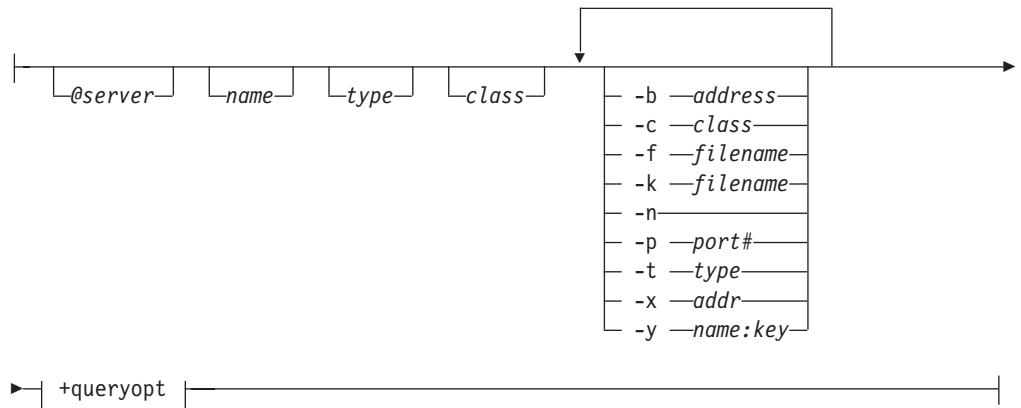 @server name type class
-b address
-c class
-f filename
-k filename
-n
-p port#
-t type
-x addr
-y name:key
+queryopt